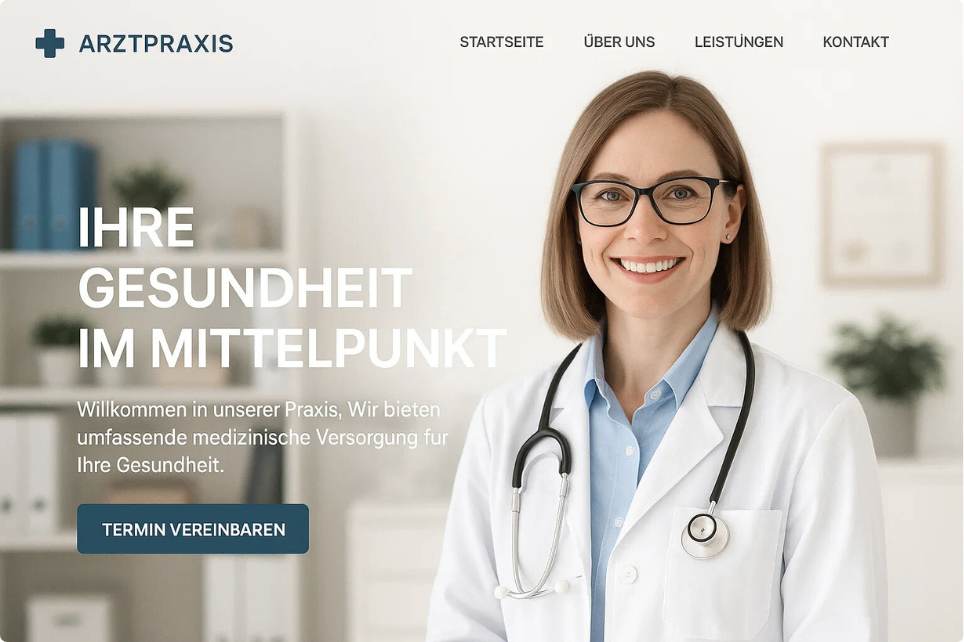 ARZTPRAXIS
STARTSEITE
ÜBER UNS
LEISTUNGEN
KONTAKT
IHRE
GESUNDHEIT
IM MITTELPUNKT
Willkommen in unserer Praxis, Wir bieten
umfassende medizinische Versorgung fur
Ihre Gesundheit.
TERMIN VEREINBAREN